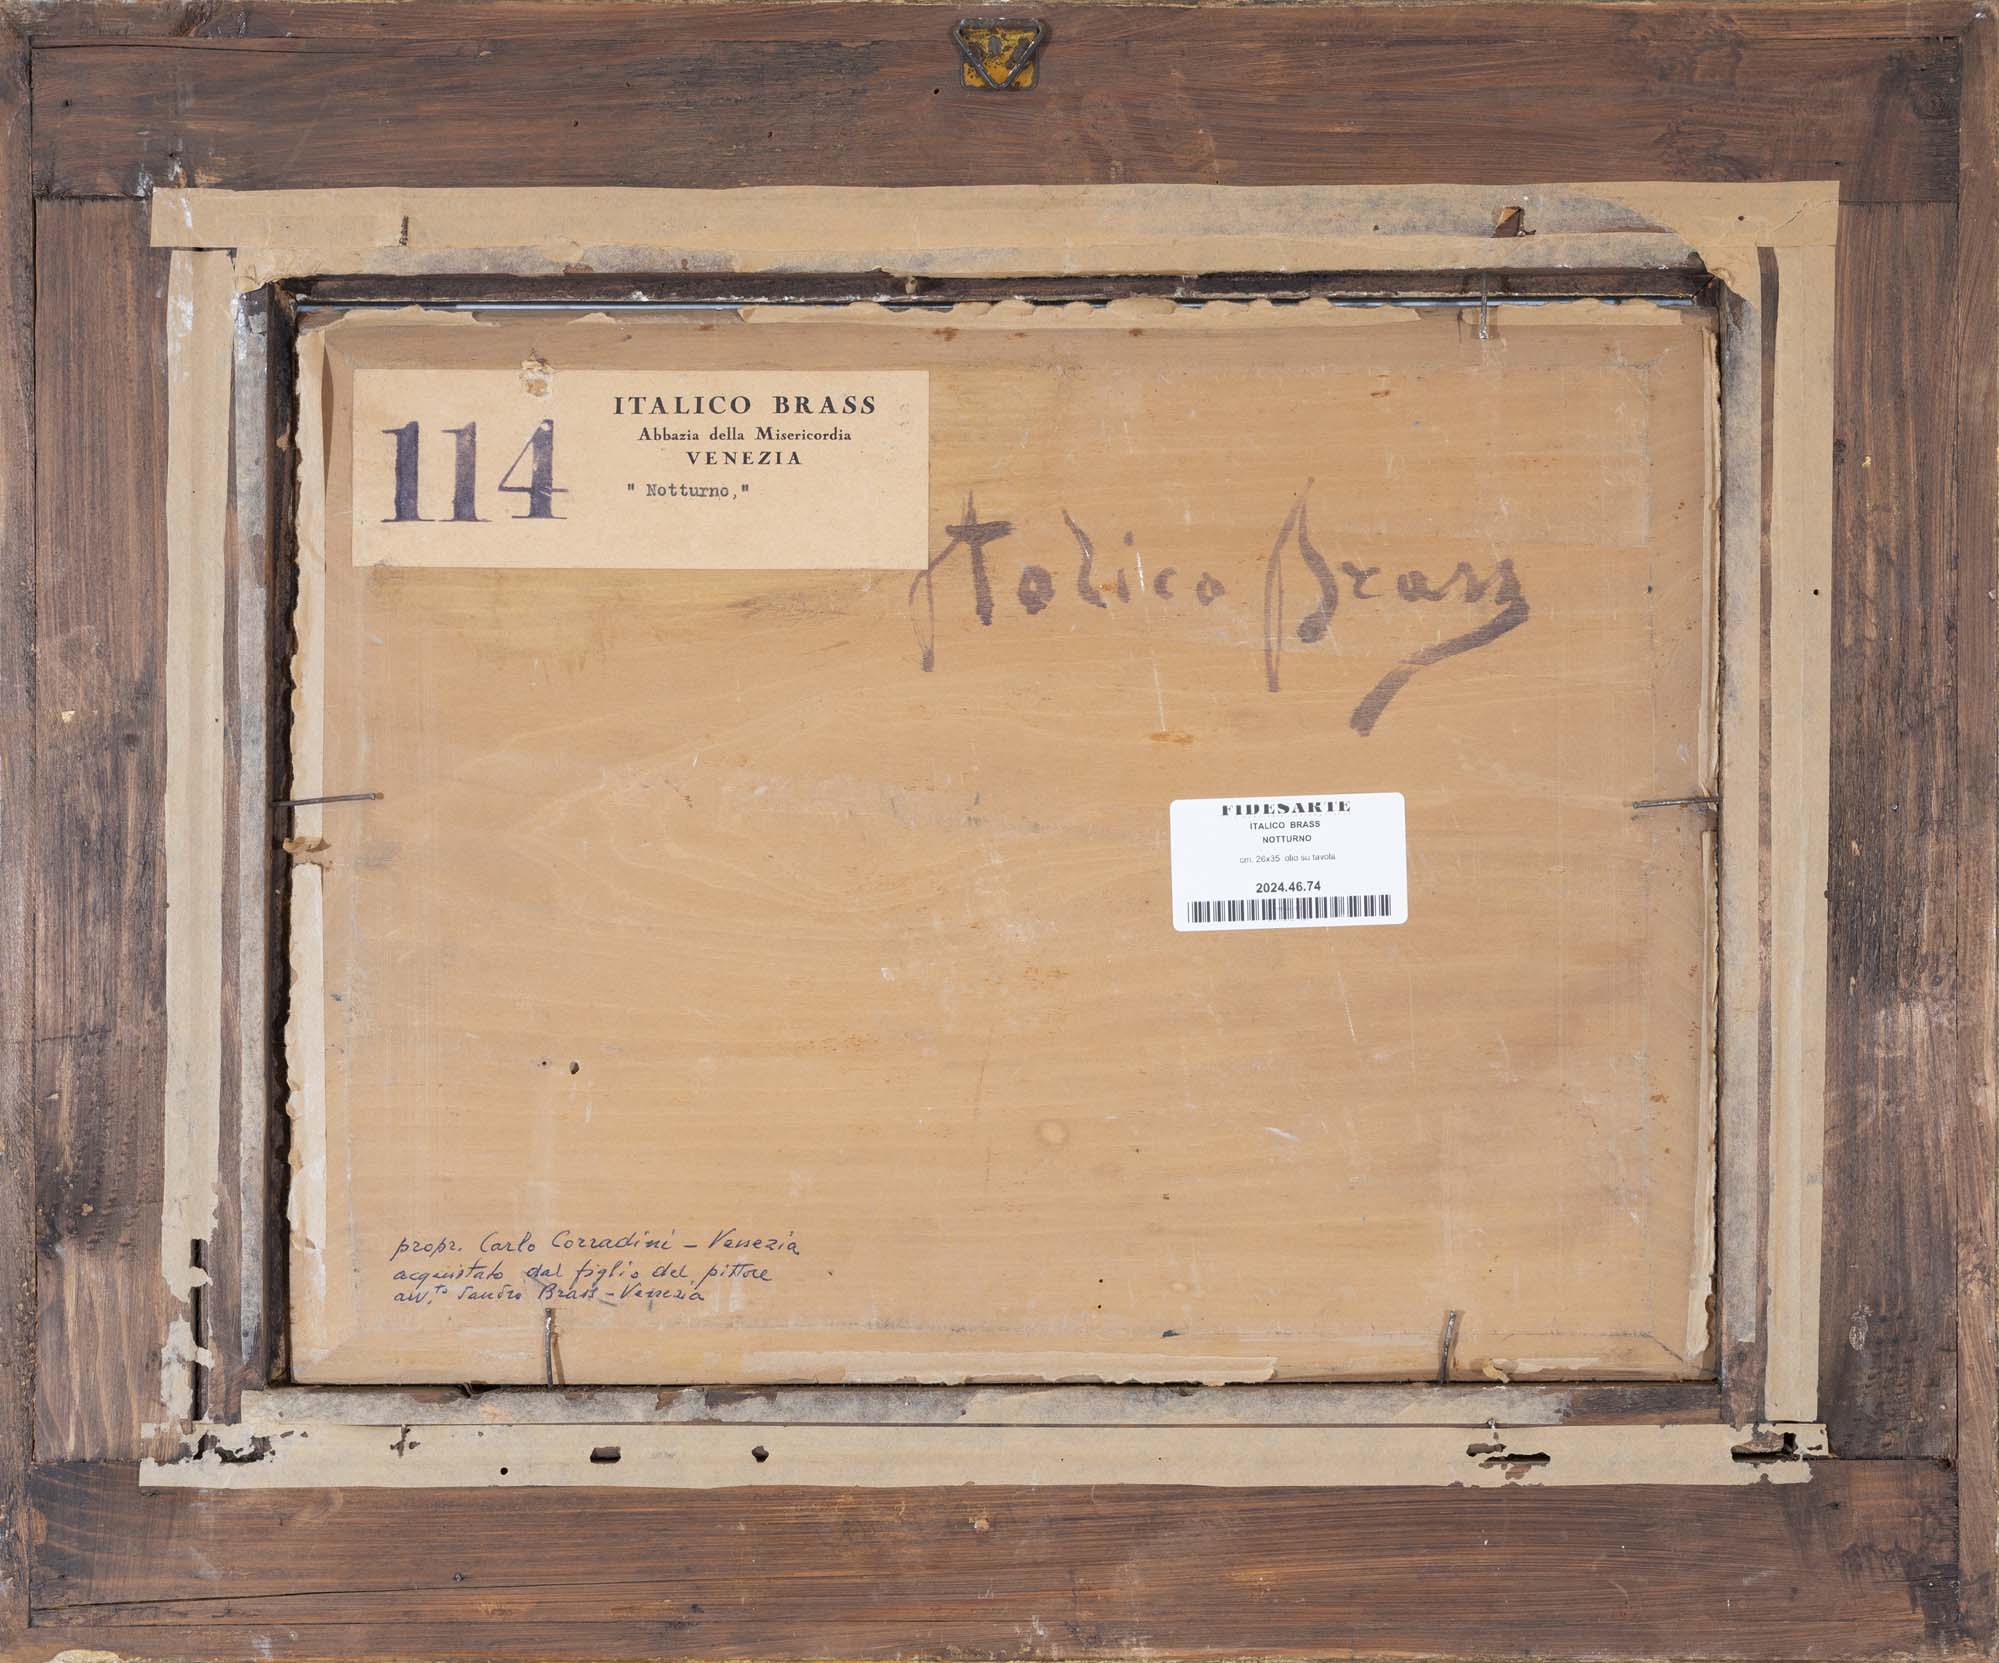 114
ITALICO BRASS
Abbazia della Misericordia
VENEZIA
" Notturno,"
Italico Brass
FIDESARTE
ITALICO BRASS
NOTTURNO
cm. 26x35 olio su tavola
2024.46.74
propr. Carlo Corradini - Venezia
acquistato dal figlio del pittore
avv.to Sandro Brass - Venezia